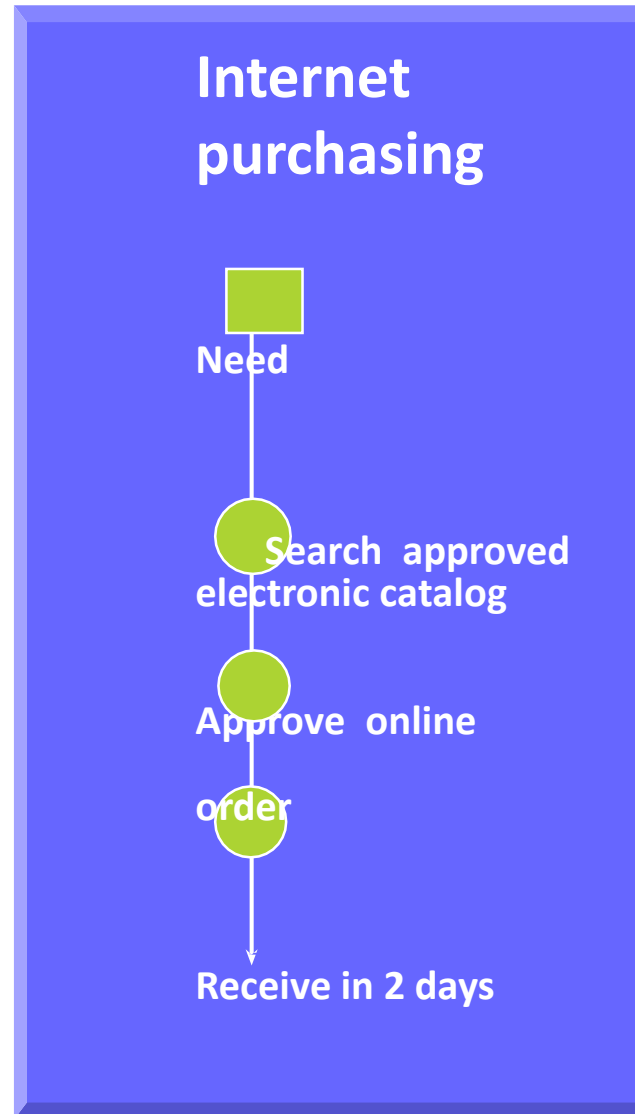 Internet
purchasing
Need
Search approved
electronic catalog
Approve online
order
Receive in 2 days